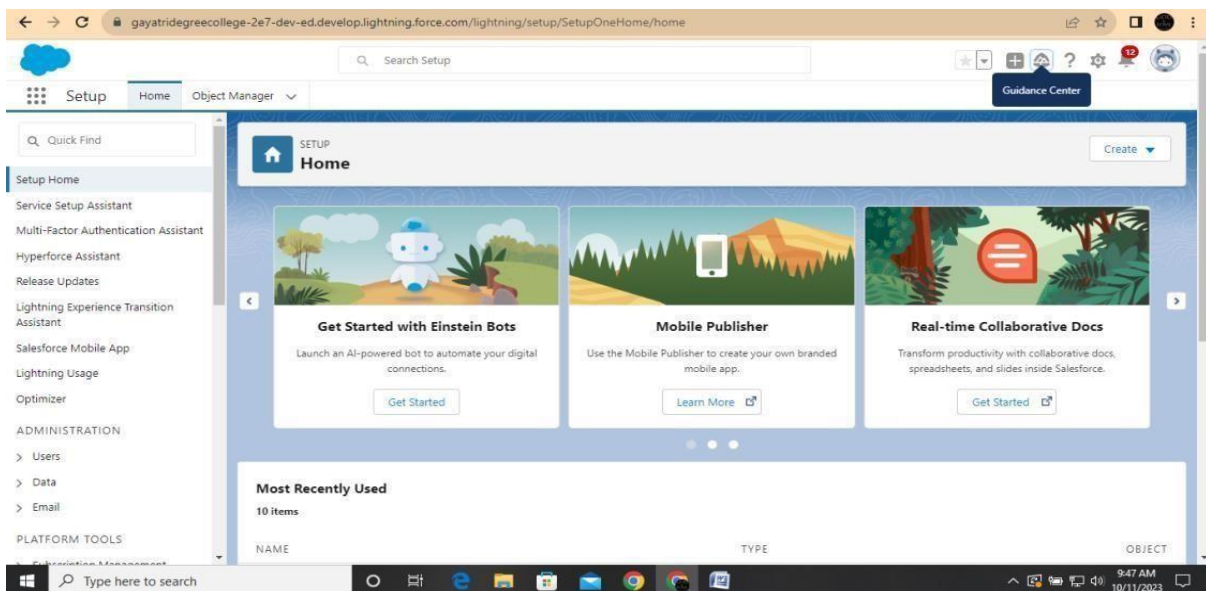 gayatridegreecollege-2e7-dev-ed.develop.lightning.force.com/lightning/setup/SetupOneHome/home
Search Setup
12
Setup
Home
Object Manager
Guidance Center
Quick Find
SETUP
Home
Create
Setup Home
Service Setup Assistant
Multi-Factor Authentication Assistant
Hyperforce Assistant
Release Updates
Lightning Experience Transition
Assistant
Salesforce Mobile App
Lightning Usage
Optimizer
ADMINISTRATION
Users
Data
Email
PLATFORM TOOLS
Subscription Management
Get Started with Einstein Bots
Launch an AI-powered bot to automate your digital
connections.
Get Started
Mobile Publisher
Use the Mobile Publisher to create your own branded
mobile app.
Learn More
Real-time Collaborative Docs
Transform productivity with collaborative docs,
spreadsheets, and slides inside Salesforce.
Get Started
Most Recently Used
10 items
NAME
TYPE
OBJECT
Type here to search
9:47 AM
10/11/2023